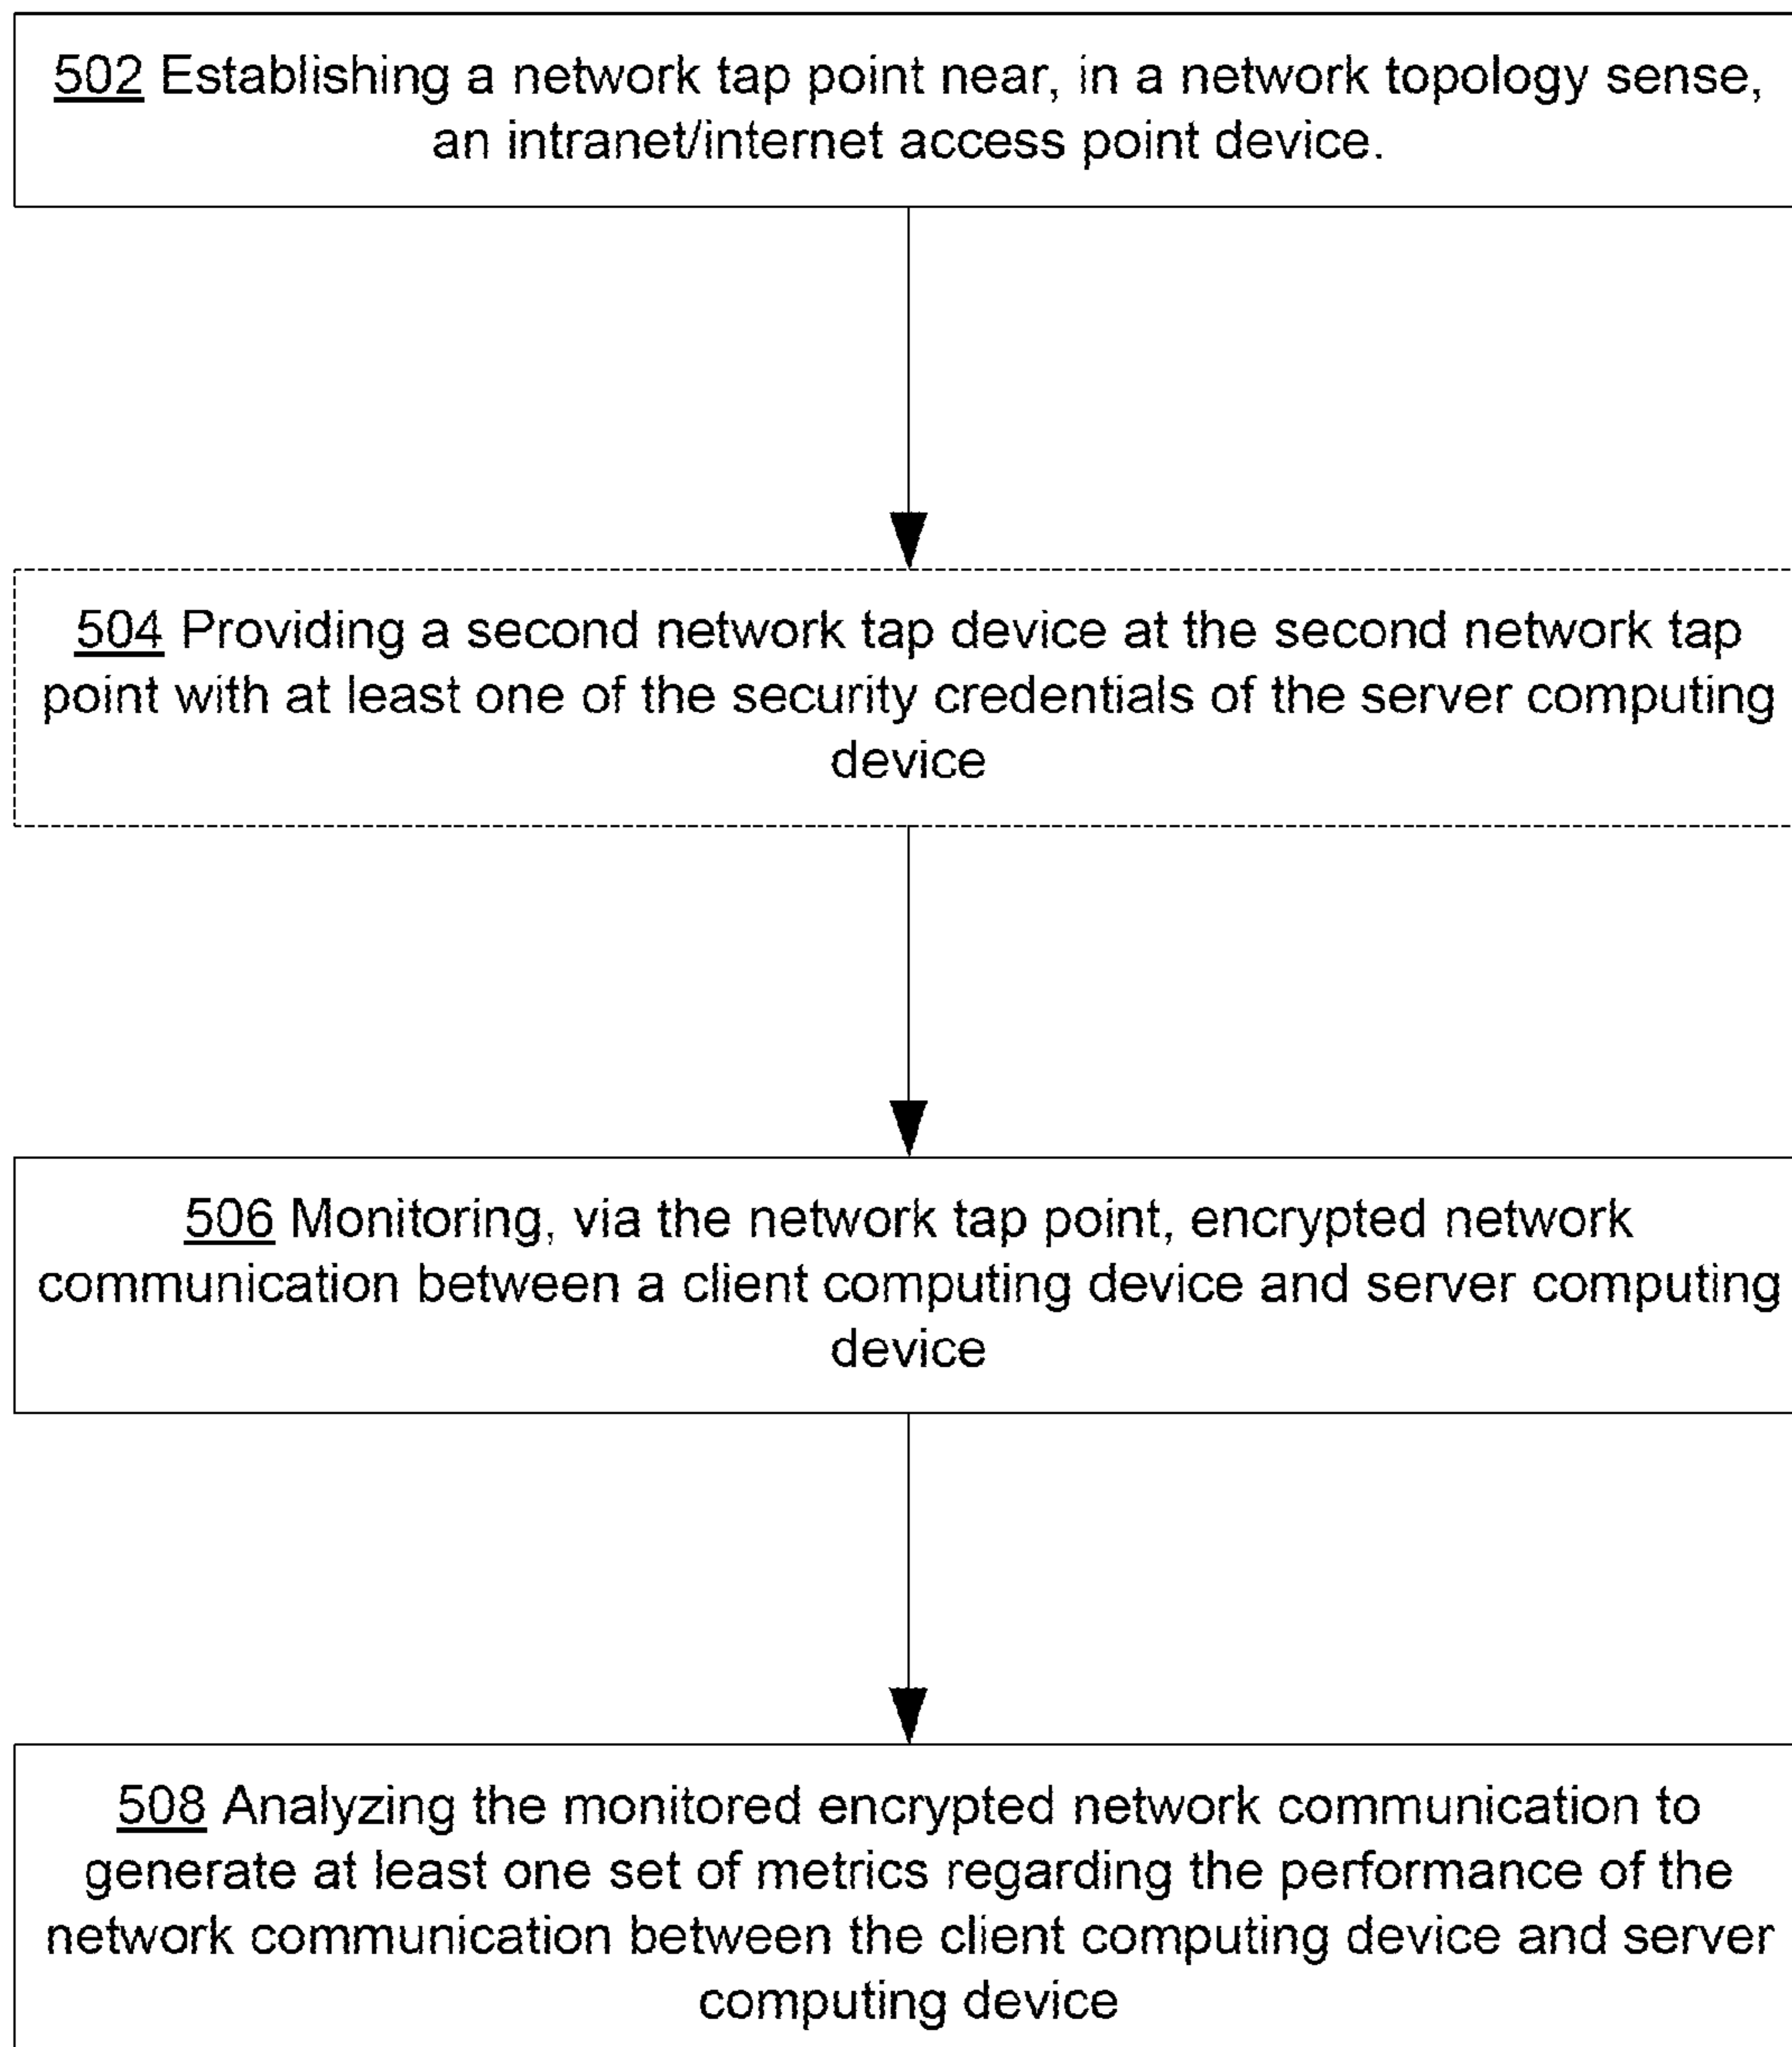 502 Establishing a network tap point near, in a network topology sense,
an intranet/internet access point device.
504 Providing a second network tap device at the second network tap
point with at least one of the security credentials of the server computing
device
506 Monitoring, via the network tap point, encrypted network
communication between a client computing device and server computing
device
508 Analyzing the monitored encrypted network communication to
generate at least one set of metrics regarding the performance of the
network communication between the client computing device and server
computing device